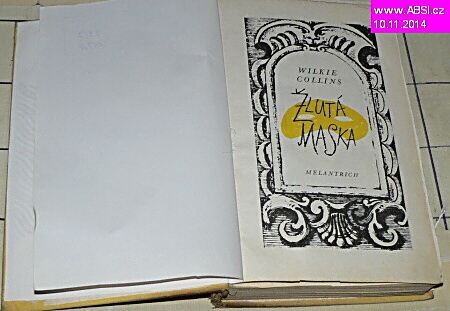 www.ABSi.cz
10.11.2014
WILKIE
COLLINS
ŽLUTÁ
MASKA
MELANTRICH